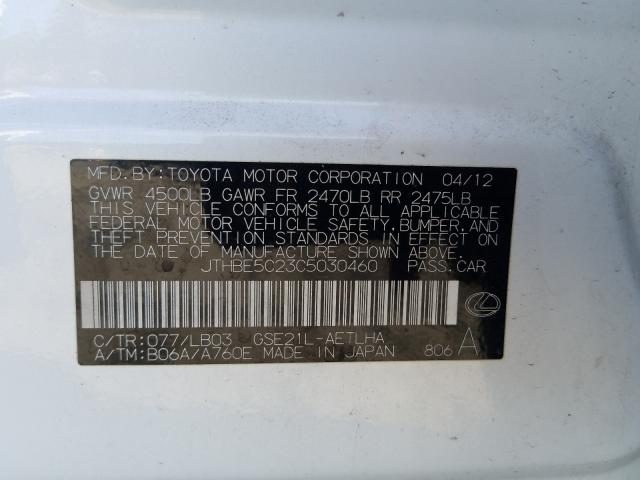 MFD.BY:TOYOTA MOTOR CORPORATION 04/12
GVWR 4500LB GAWR FR 2470LB RR 2475LB
THIS VEHICLE CONFORMS TO ALL APPLICABLE
FEDERAL MOTOR VEHICLE SAFETY,BUMPER,AND
THEFT PREVENTION STANDARDS IN EFFECT ON
THE DATE OF MANUFACTURE SHOWN ABOVE.
JTHBE5C23C5030460 PASS.CAR
C/TR:077/LB03 GSE21L-AETLHA
A/TM:B06A/A760E MADE IN JAPAN 806 A